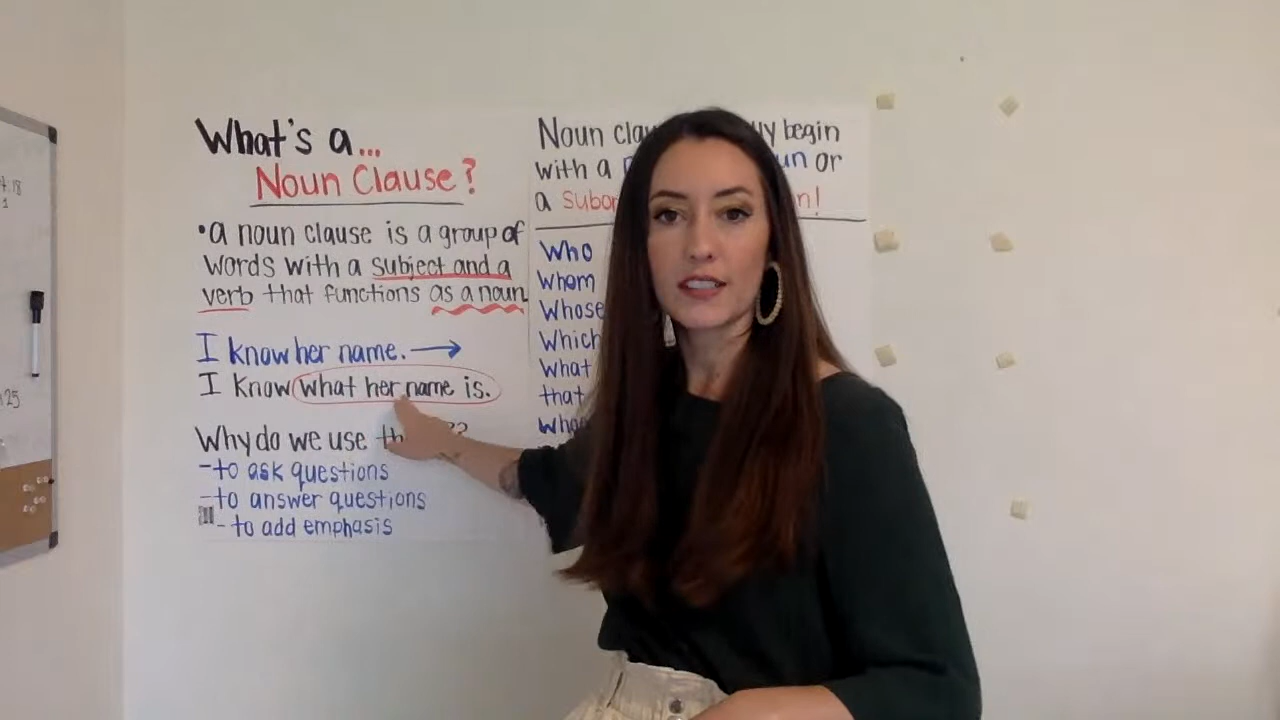 What's a...
Noun Clause?
•a noun clause is a group of
words with a subject and a
verb that functions as a noun
I know her name. →
I know what her name is.
Why do we use
-to ask questions
-to answer questions
- to add emphasis
Noun begin
with a or
a
Who
Whom
Whose
Which
What
that